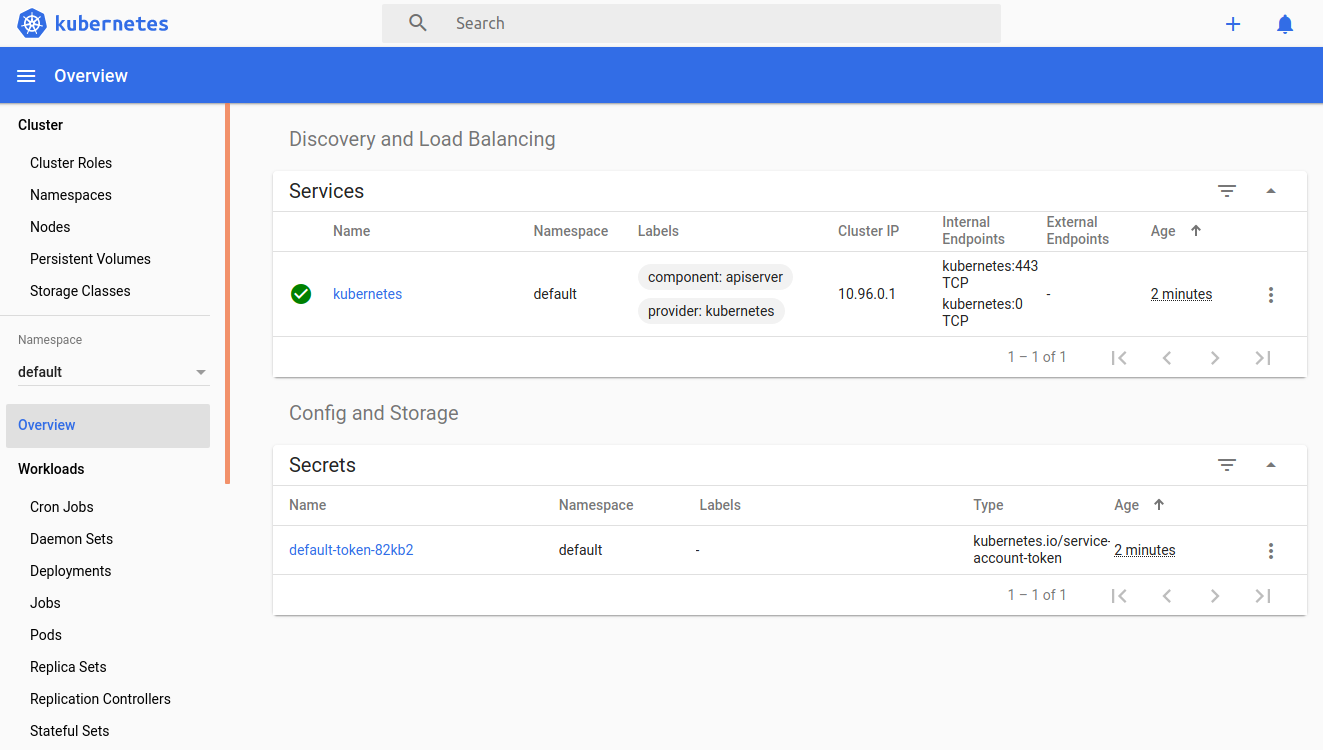 kubernetes
Search
Overview
Cluster
Cluster Roles
Namespaces
Nodes
Persistent Volumes
Storage Classes
Namespace
default
Overview
Workloads
Cron Jobs
Daemon Sets
Deployments
Jobs
Pods
Replica Sets
Replication Controllers
Stateful Sets
Discovery and Load Balancing
Services
Name Namespace Labels Cluster IP Internal Endpoints External Endpoints Age
kubernetes default component: apiserver provider: kubernetes 10.96.0.1 kubernetes:443 TCP kubernetes:0 TCP - 2 minutes
1 – 1 of 1
Config and Storage
Secrets
Name Namespace Labels Type Age
default-token-82kb2 default - kubernetes.io/service-account-token 2 minutes
1 – 1 of 1